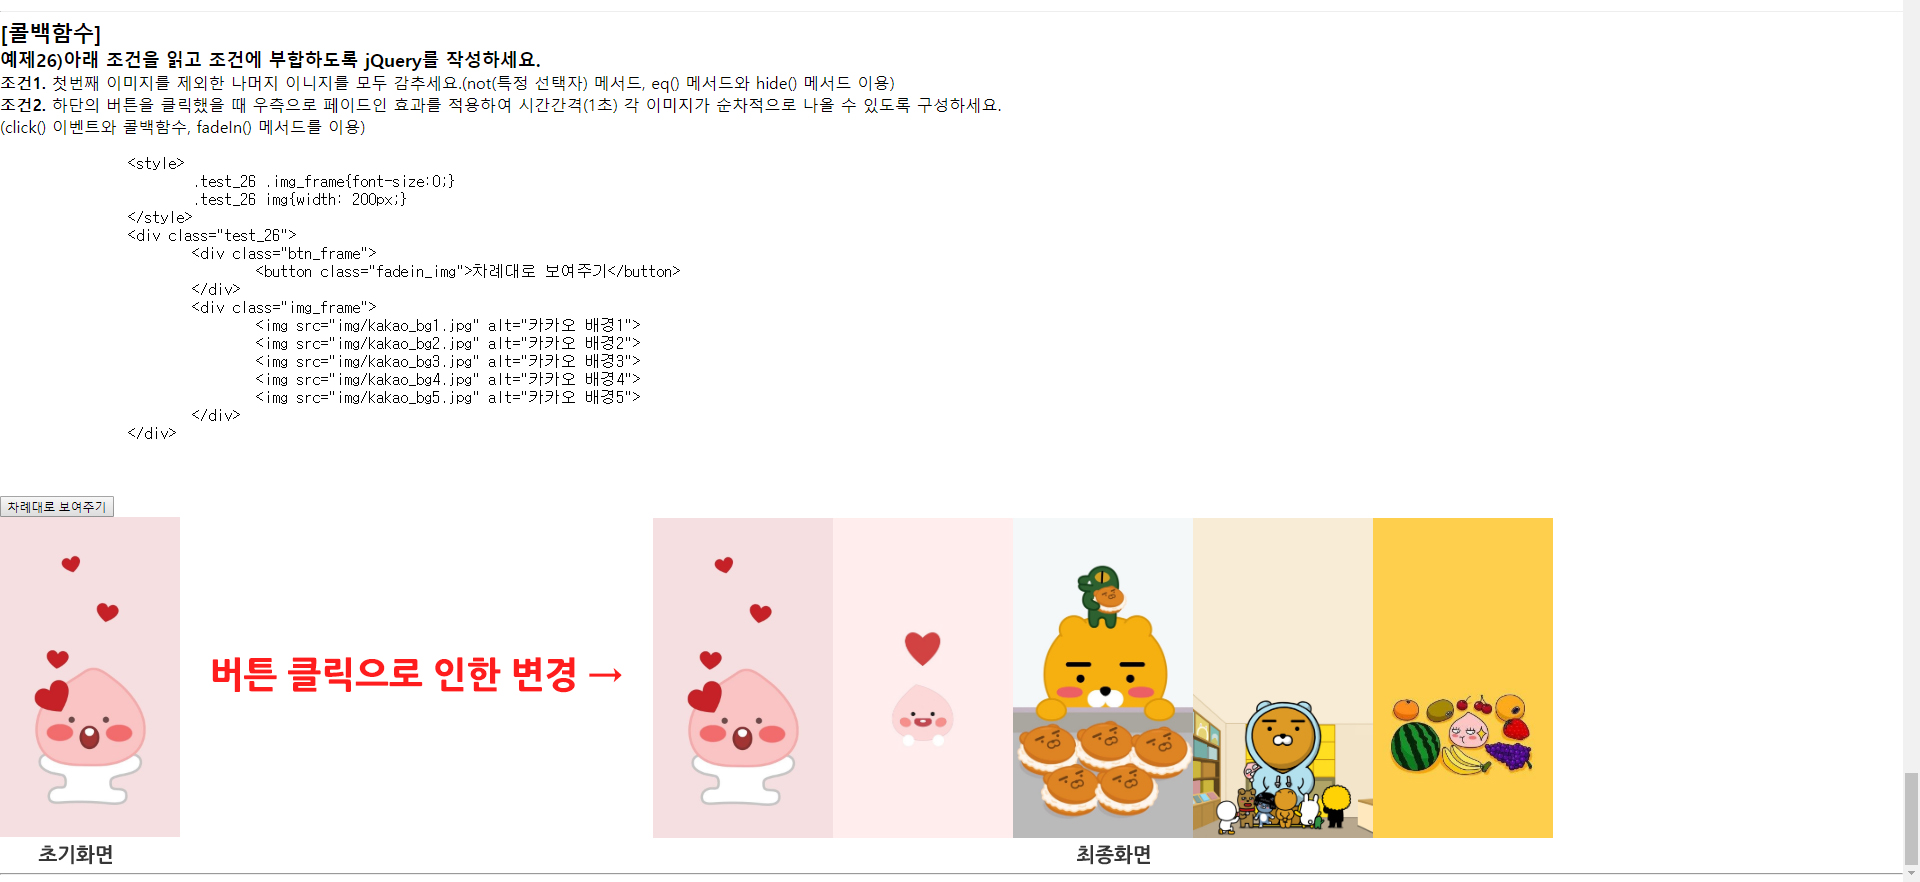 [콜백함수]
예제26)아래 조건을 읽고 조건에 부합하도록 jQuery를 작성하세요.
조건1. 첫번째 이미지를 제외한 나머지 이니지를 모두 감추세요.(not(특정 선택자) 메서드, eq() 메서드와 hide() 메서드 이용)
조건2. 하단의 버튼을 클릭했을 때 우측으로 페이드인 효과를 적용하여 시간간격(1초) 각 이미지가 순차적으로 나올 수 있도록 구성하세요.
(click() 이벤트와 콜백함수, fadeIn() 메서드를 이용)
<style>
.test_26 .img_frame{font-size:0;}
.test_26 img{width: 200px;}
</style>
<div class="test_26">
<div class="btn_frame">
<button class="fadein_img">차례대로 보여주기</button>
</div>
<div class="img_frame">
<img src="img/kakao_bg1.jpg" alt="카카오 배경1">
<img src="img/kakao_bg2.jpg" alt="카카오 배경2">
<img src="img/kakao_bg3.jpg" alt="카카오 배경3">
<img src="img/kakao_bg4.jpg" alt="카카오 배경4">
<img src="img/kakao_bg5.jpg" alt="카카오 배경5">
</div>
</div>
차례대로 보여주기
버튼 클릭으로 인한 변경 →
초기화면
최종화면